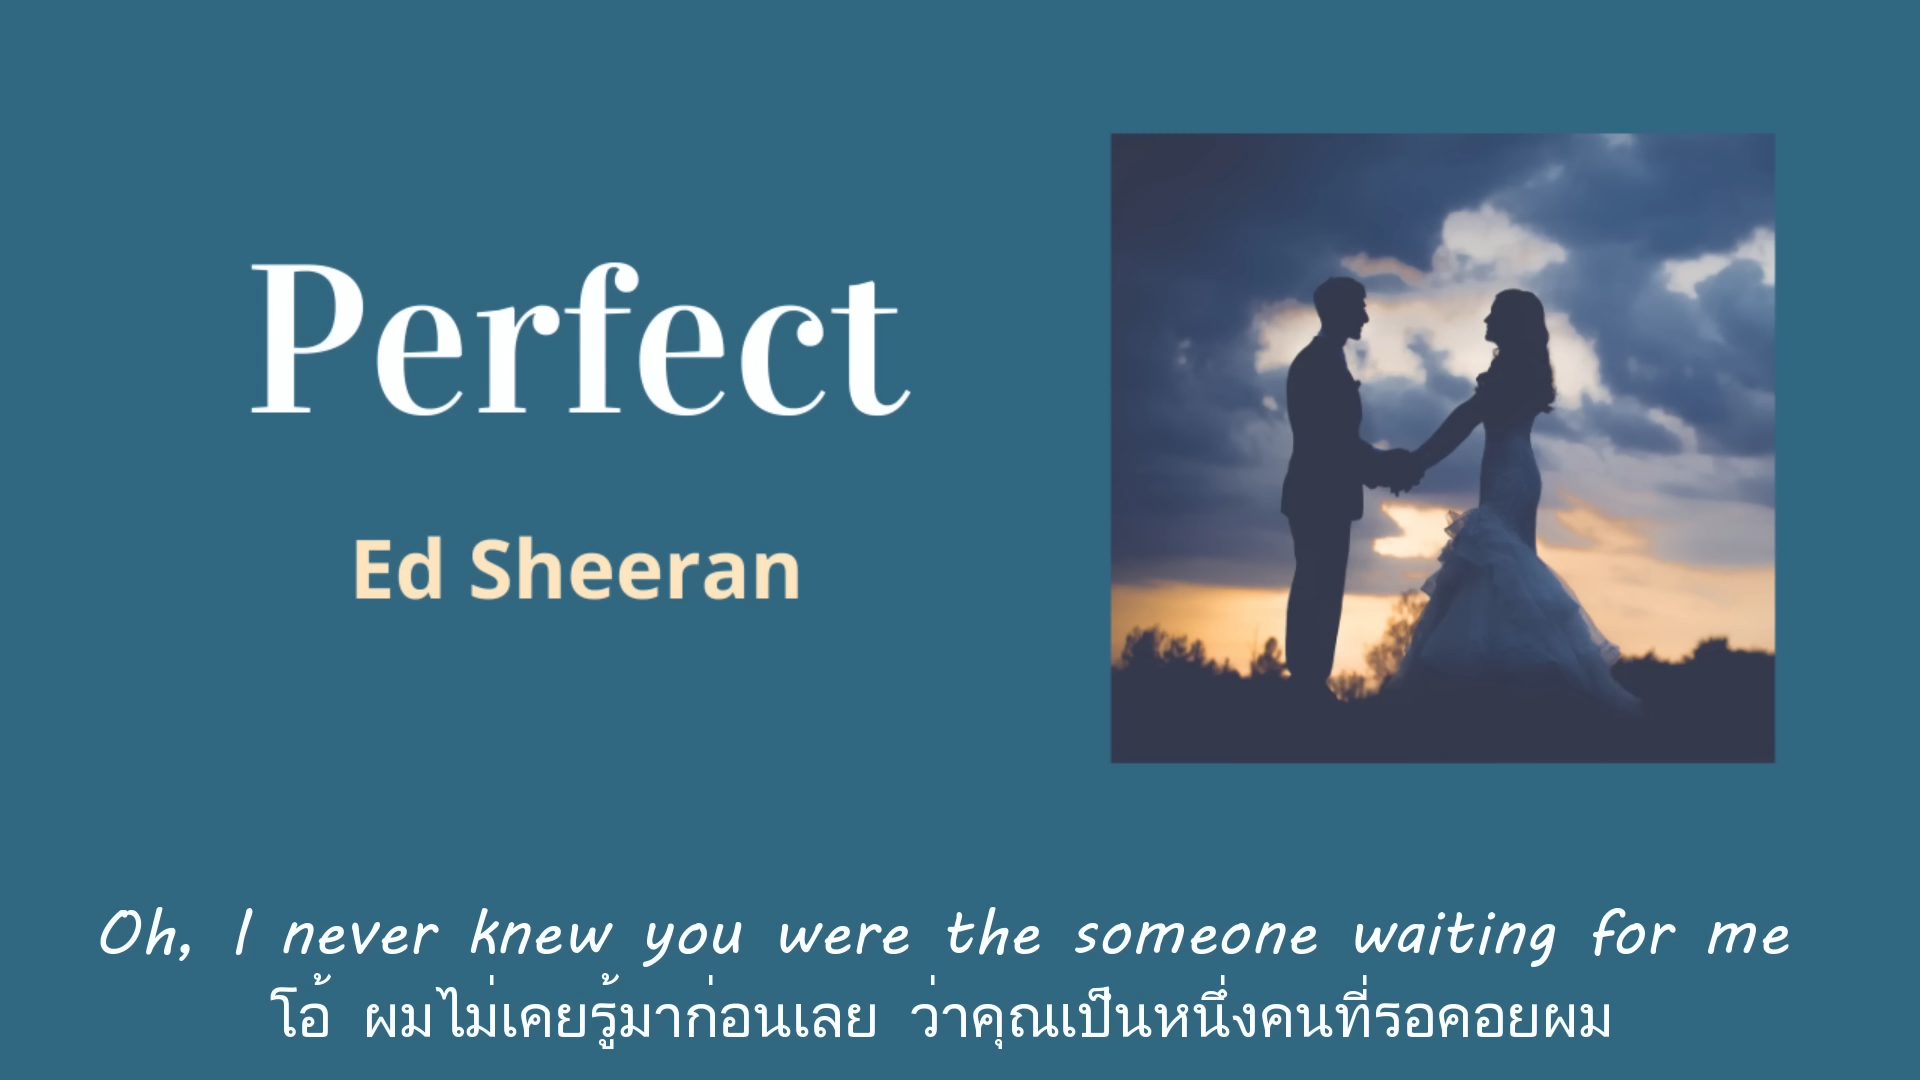 Perfect
Ed Sheeran
Oh, I never knew you were the someone waiting for me
โอ้ ผมไม่เคยรู้มาก่อนเลย ว่าคุณเป็นหนึ่งคนที่รอคอยผม